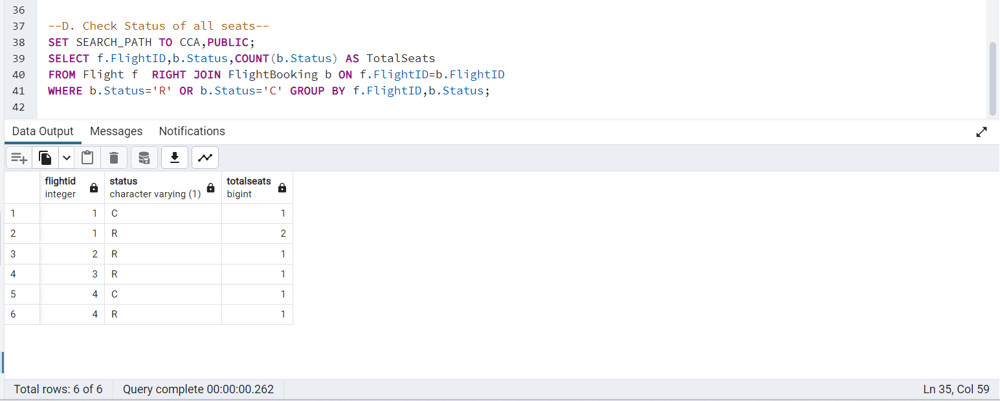 36
37 --D. Check Status of all seats--
38 SET SEARCH_PATH TO CCA,PUBLIC;
39 SELECT f.FlightID,b.Status,COUNT(b.Status) AS TotalSeats
40 FROM Flight f  RIGHT JOIN FlightBooking b ON f.FlightID=b.FlightID
41 WHERE b.Status='R' OR b.Status='C' GROUP BY f.FlightID,b.Status;
42
Data Output Messages Notifications
flightid status totalseats
integer character varying (1) bigint
1 1 C 1
2 1 R 2
3 2 R 1
4 3 R 1
5 4 C 1
6 4 R 1
Total rows: 6 of 6 Query complete 00:00:00.262 Ln 35, Col 59